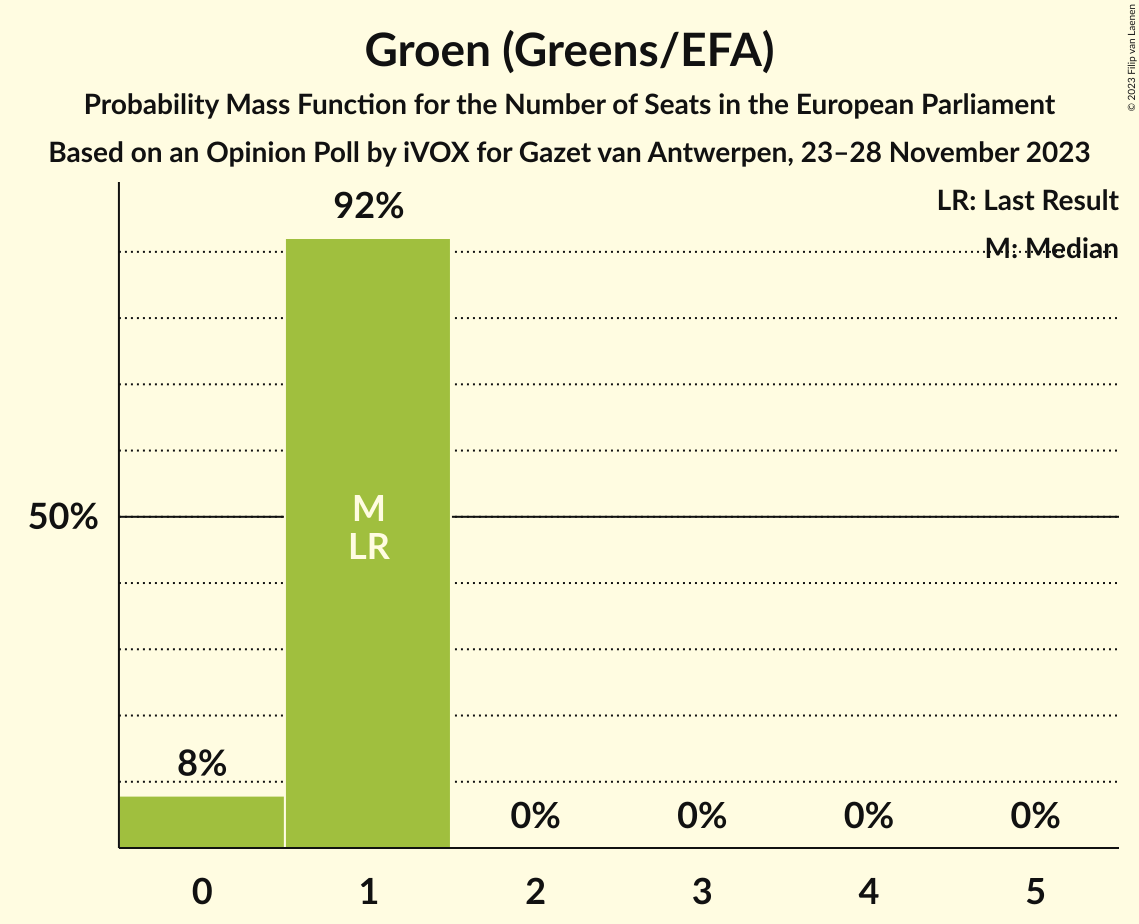 Groen (Greens/EFA)
Probability Mass Function for the Number of Seats in the European Parliament
Based on an Opinion Poll by iVOX for Gazet van Antwerpen, 23–28 November 2023
© 2023 Filip van Laenen
LR: Last Result
M: Median
92%
50%
M
LR
8%
0%
0%
0%
0%
0
1
2
3
4
5